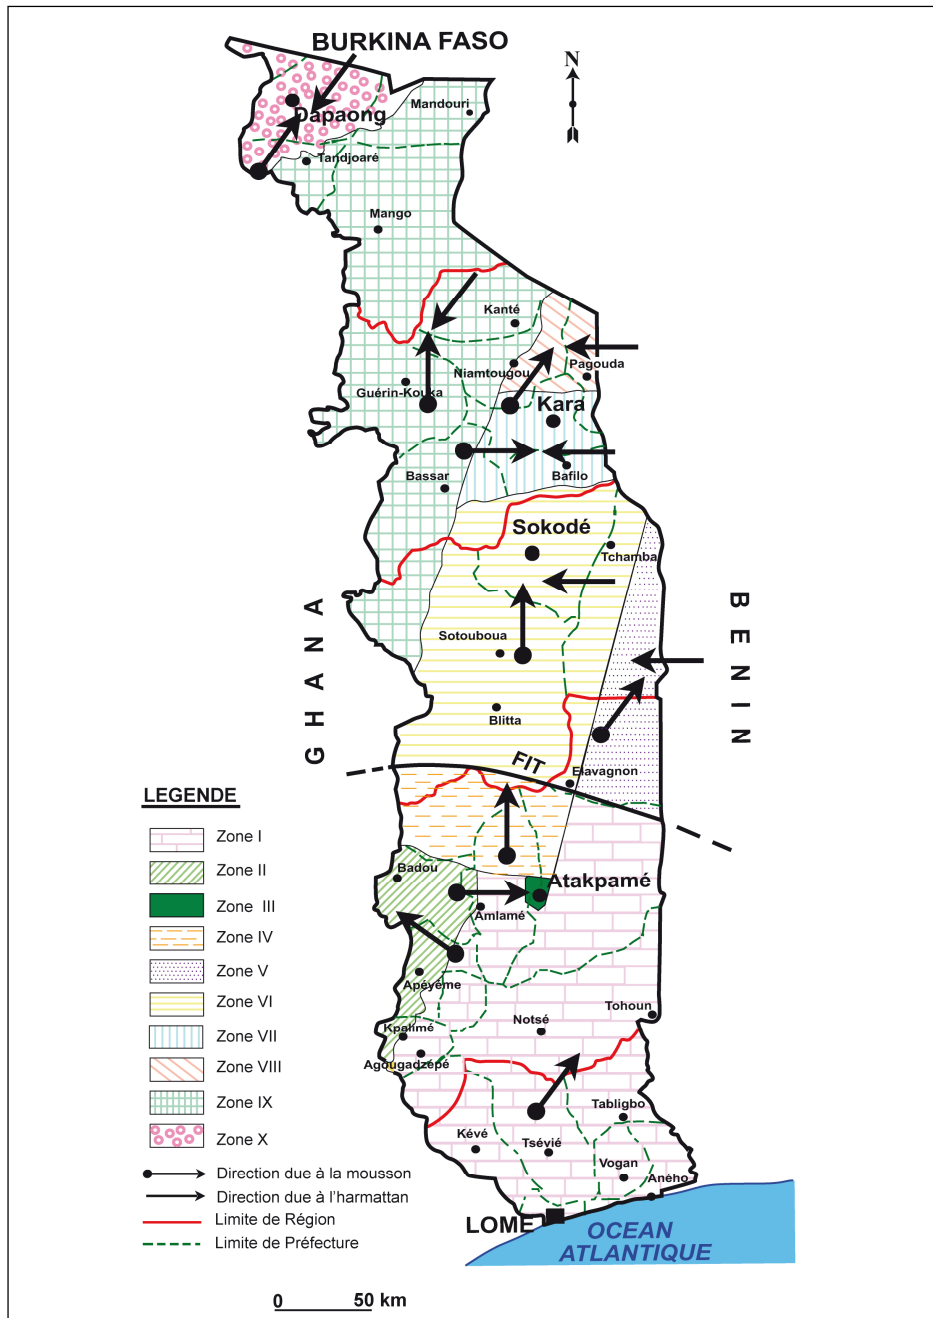 BURKINA FASO
N
Dapaong
Mandouri
Tandjoaré
Mango
Kanté
Niamtougou
Pagouda
Guérin-Kouka
Kara
Bassar
Bafilo
Sokodé
Tchamba
GHANA
BENIN
Sotouboua
Blitta
FIT
Elavagnon
LEGENDE
Zone I
Zone II
Zone III
Zone IV
Zone V
Zone VI
Zone VII
Zone VIII
Zone IX
Zone X
Direction due à la mousson
Direction due à l'harmattan
Limite de Région
Limite de Préfecture
Badou
Atakpamé
Amlamé
Apéyémé
Tohoun
Notsé
Kpalimé
Agougadzépé
Tabligbo
Kévé
Tsévié
Vogan
Anèho
LOME
OCEAN
ATLANTIQUE
0 50 km